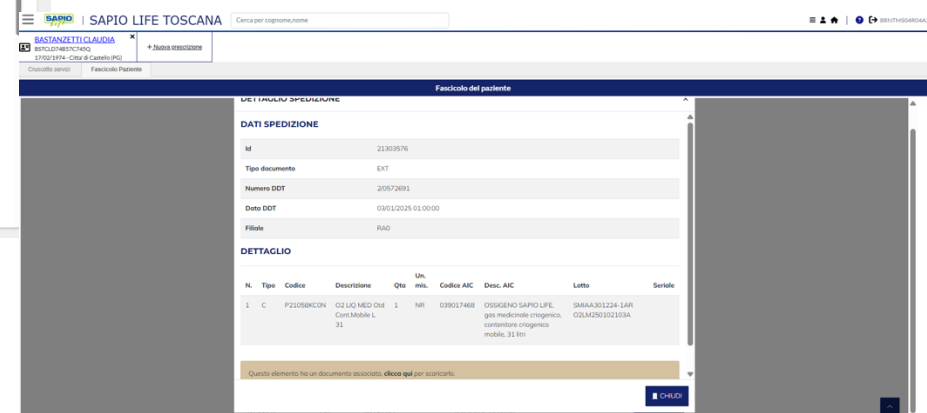 SAPIO
Life
| SAPIO LIFE TOSCANA
Cerca per cognome,nome
BASTANZETTI CLAUDIA
BSTCLD74B57C745Q
17/02/1974 - Citta' di Castello (PG)
+ Nuova prescrizione
Cruscotto servizi
Fascicolo Paziente
Fascicolo del paziente
DETTAGLIO SPEDIZIONE
DATI SPEDIZIONE
Id 21303576
Tipo documento EXT
Numero DDT 2/0572691
Data DDT 03/01/2025 01:00:00
Filiale RA0
DETTAGLIO
N. Tipo Codice Descrizione Qta Un. mis. Codice AIC Desc. AIC Lotto Seriale
1 C P21058KC0N O2 LIQ MED Otd 1 NR 039017468 OSSIGENO SAPIO LIFE, SMIAA301224-1AR
Cont.Mobile L gas medicinale criogenico, O2LM250102103A
31 contenitore criogenico
mobile, 31 litri
Questo elemento ha un documento associato, clicca qui per scaricarlo.
CHIUDI